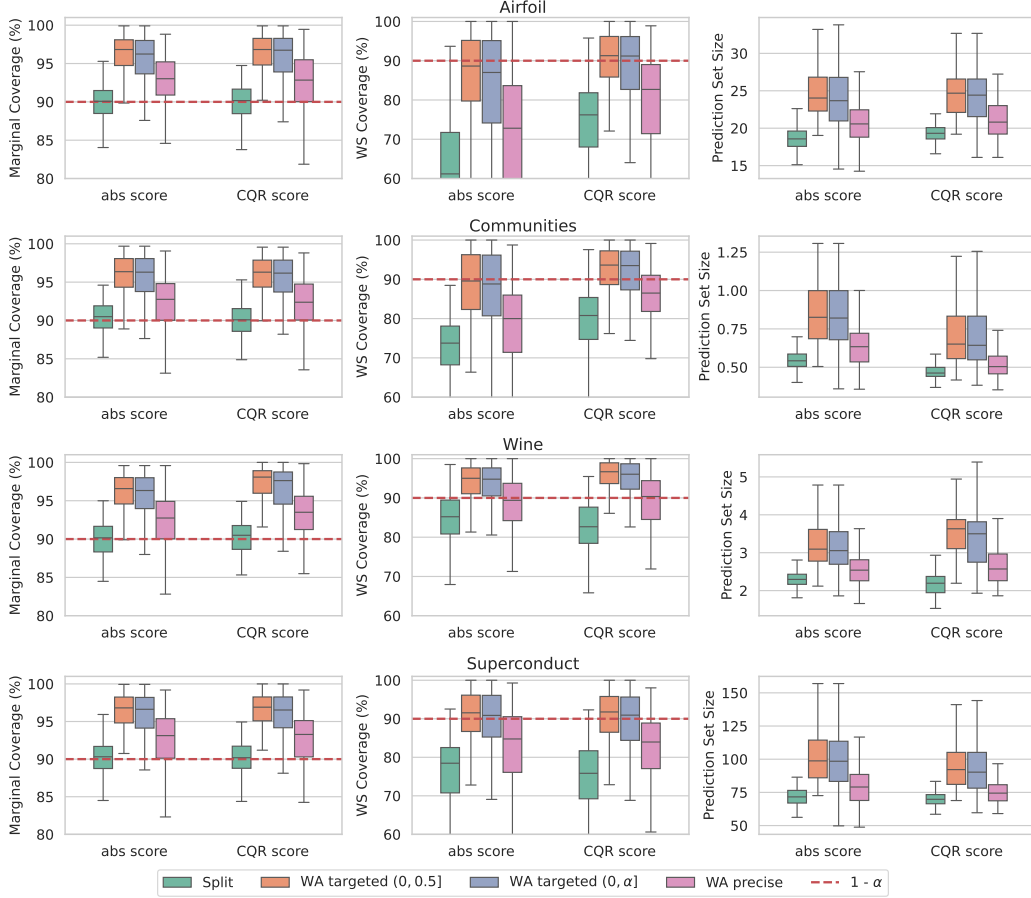 Airfoil
Marginal Coverage (%)
100
95
90
85
80
abs score
CQR score
WS Coverage (%)
100
90
80
70
60
abs score
CQR score
Prediction Set Size
30
25
20
15
abs score
CQR score
Communities
Marginal Coverage (%)
100
95
90
85
80
abs score
CQR score
WS Coverage (%)
100
90
80
70
60
abs score
CQR score
Prediction Set Size
1.25
1.00
0.75
0.50
abs score
CQR score
Wine
Marginal Coverage (%)
100
95
90
85
80
abs score
CQR score
WS Coverage (%)
100
90
80
70
60
abs score
CQR score
Prediction Set Size
5
4
3
2
abs score
CQR score
Superconduct
Marginal Coverage (%)
100
95
90
85
80
abs score
CQR score
WS Coverage (%)
100
90
80
70
60
abs score
CQR score
Prediction Set Size
150
125
100
75
50
abs score
CQR score
Split
WA targeted (0, 0.5]
WA targeted (0, α]
WA precise
1 - α